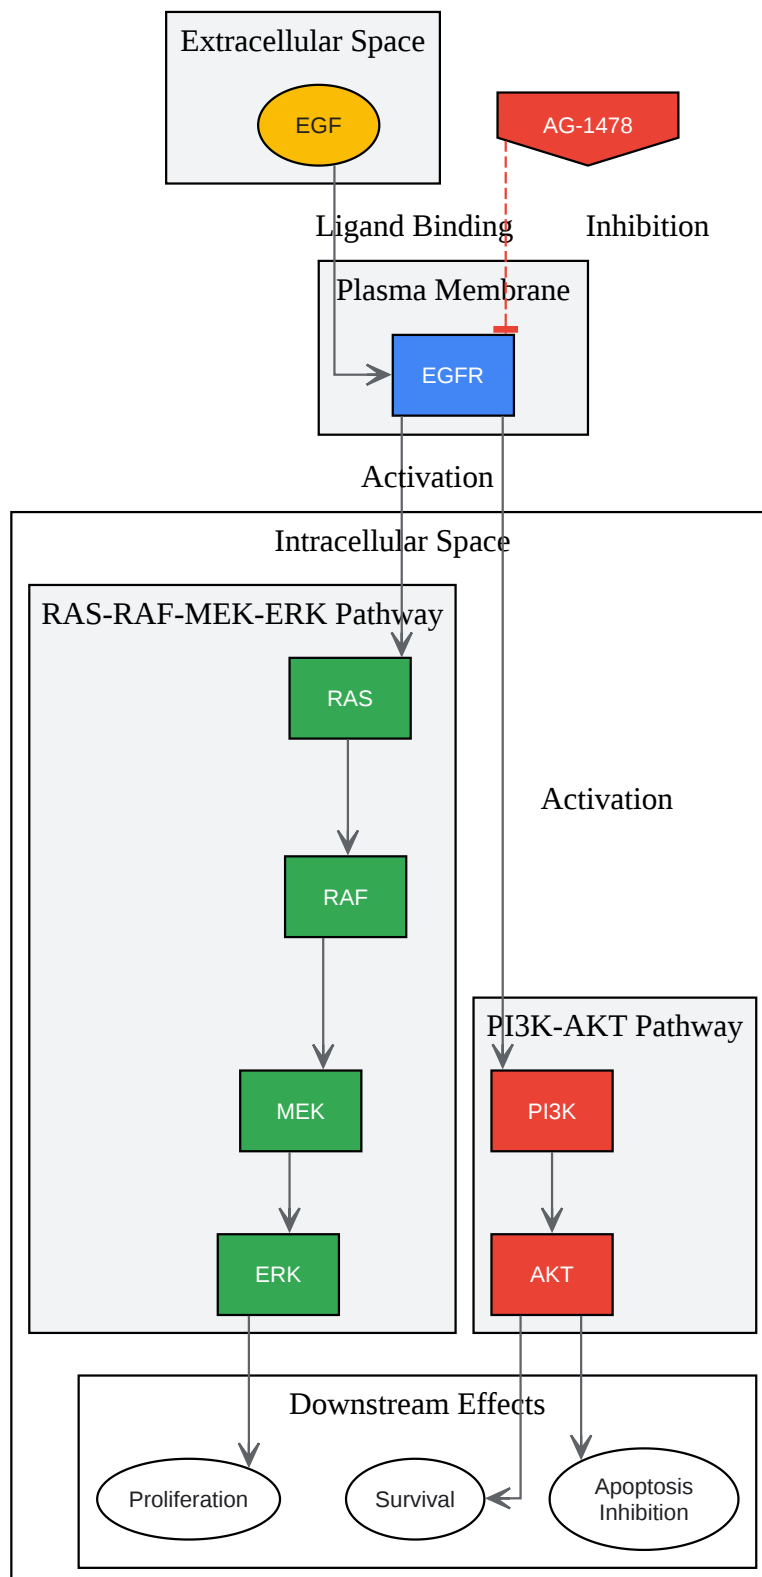 Extracellular Space
EGF
AG-1478
Ligand Binding
Inhibition
Plasma Membrane
EGFR
Activation
Intracellular Space
RAS-RAF-MEK-ERK Pathway
RAS
Activation
RAF
PI3K-AKT Pathway
MEK
PI3K
ERK
AKT
Downstream Effects
Proliferation
Survival
Apoptosis
Inhibition